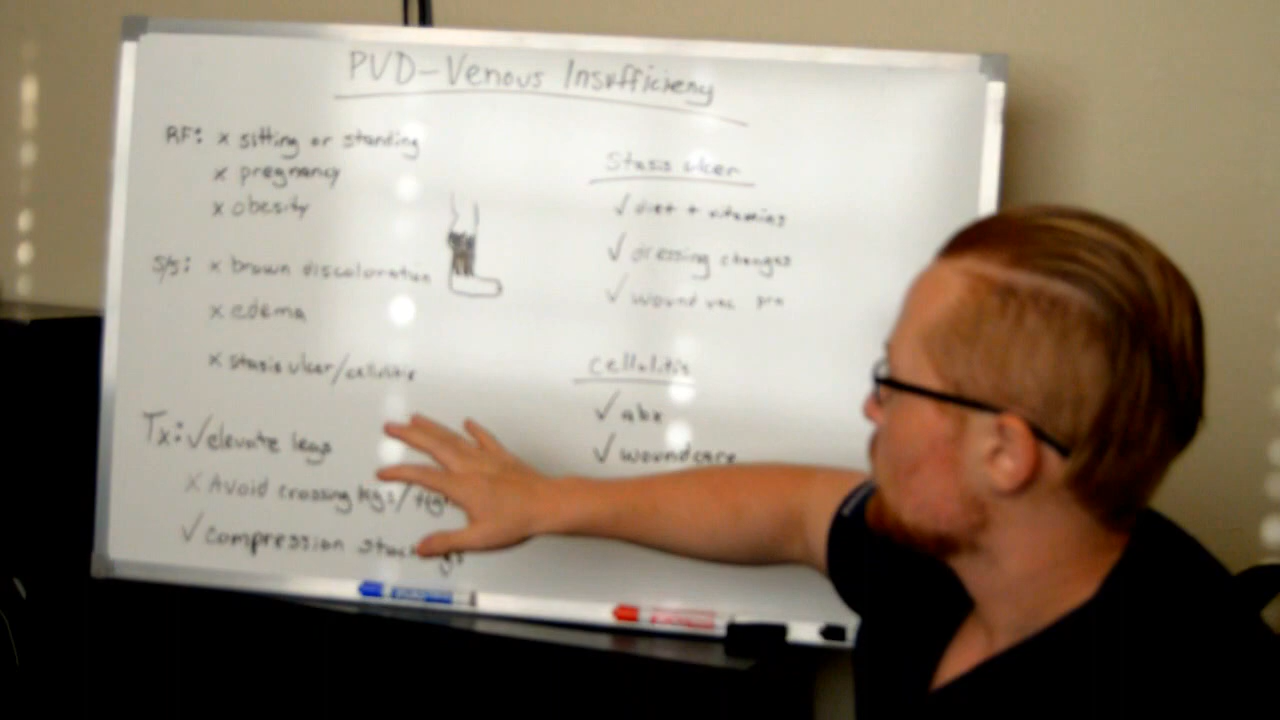 PVD-Venous Insufficiency
RF: x sitting or standing
x pregnancy
x obesity
S/S: x brown discoloration
x edema
x stasis ulcer/cellulitis
Tx: √elevate legs
x Avoid crossing legs/
√ compression
Stasis ulcer
√ diet + vitamins
√ dressing changes
√ wound vac prn
cellulitis
√ abx
√ woundcare